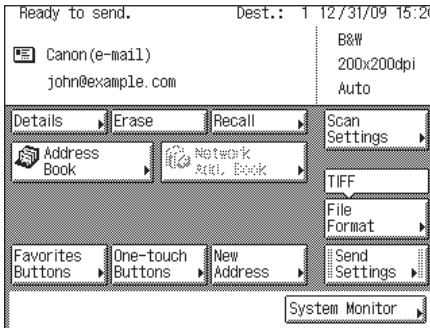 Ready to send. Dest.: 1 12/31/09 15:20
Canon(e-mail)
john@example.com
B&W
200x200dpi
Auto
Details Erase Recall
Scan
Settings
Address
Book
Network
Add. Book
TIFF
File
Format
Favorites
Buttons
One-touch
Buttons
New
Address
Send
Settings
System Monitor